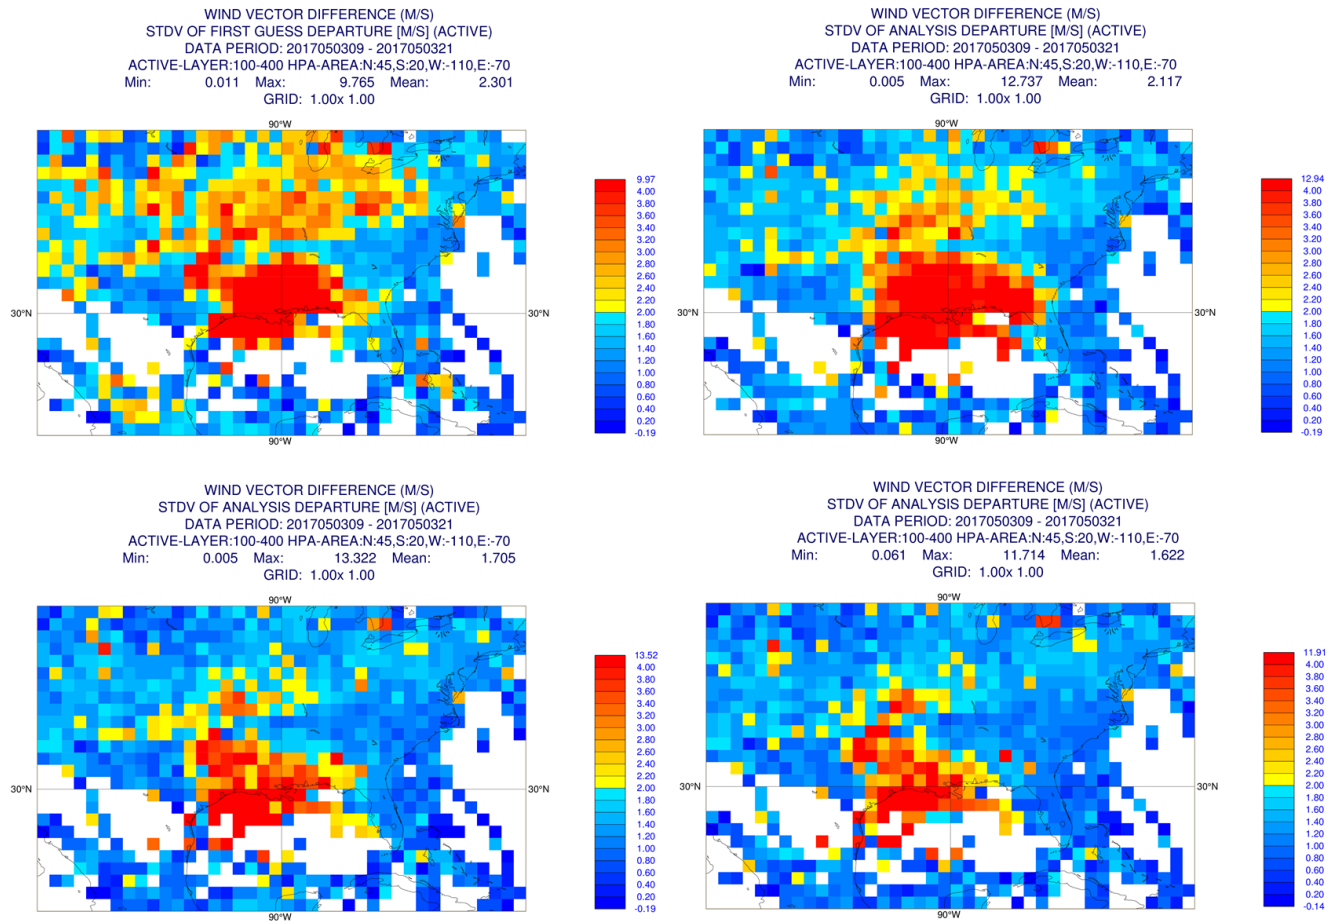 WIND VECTOR DIFFERENCE (M/S)
STDV OF FIRST GUESS DEPARTURE [M/S] (ACTIVE)
DATA PERIOD: 2017050309 - 2017050321
ACTIVE-LAYER:100-400 HPA-AREA:N:45,S:20,W:-110,E:-70
Min: 0.011 Max: 9.765 Mean: 2.301
GRID: 1.00x 1.00
90°W
30°N
90°W
9.97
4.00
3.80
3.60
3.40
3.20
3.00
2.80
2.60
2.40
2.20
2.00
1.80
1.60
1.40
1.20
1.00
0.80
0.60
0.40
0.20
-0.19
WIND VECTOR DIFFERENCE (M/S)
STDV OF ANALYSIS DEPARTURE [M/S] (ACTIVE)
DATA PERIOD: 2017050309 - 2017050321
ACTIVE-LAYER:100-400 HPA-AREA:N:45,S:20,W:-110,E:-70
Min: 0.005 Max: 12.737 Mean: 2.117
GRID: 1.00x 1.00
90°W
30°N 30°N
90°W
12.94
4.00
3.80
3.60
3.40
3.20
3.00
2.80
2.60
2.40
2.20
2.00
1.80
1.60
1.40
1.20
1.00
0.80
0.60
0.40
0.20
-0.19
WIND VECTOR DIFFERENCE (M/S)
STDV OF ANALYSIS DEPARTURE [M/S] (ACTIVE)
DATA PERIOD: 2017050309 - 2017050321
ACTIVE-LAYER:100-400 HPA-AREA:N:45,S:20,W:-110,E:-70
Min: 0.005 Max: 13.322 Mean: 1.705
GRID: 1.00x 1.00
90°W
30°N 30°N
90°W
13.52
4.00
3.80
3.60
3.40
3.20
3.00
2.80
2.60
2.40
2.20
2.00
1.80
1.60
1.40
1.20
1.00
0.80
0.60
0.40
0.20
-0.19
WIND VECTOR DIFFERENCE (M/S)
STDV OF ANALYSIS DEPARTURE [M/S] (ACTIVE)
DATA PERIOD: 2017050309 - 2017050321
ACTIVE-LAYER:100-400 HPA-AREA:N:45,S:20,W:-110,E:-70
Min: 0.061 Max: 11.714 Mean: 1.622
GRID: 1.00x 1.00
90°W
30°N 30°N
90°W
11.91
4.00
3.80
3.60
3.40
3.20
3.00
2.80
2.60
2.40
2.20
2.00
1.80
1.60
1.40
1.20
1.00
0.80
0.60
0.40
0.20
-0.14